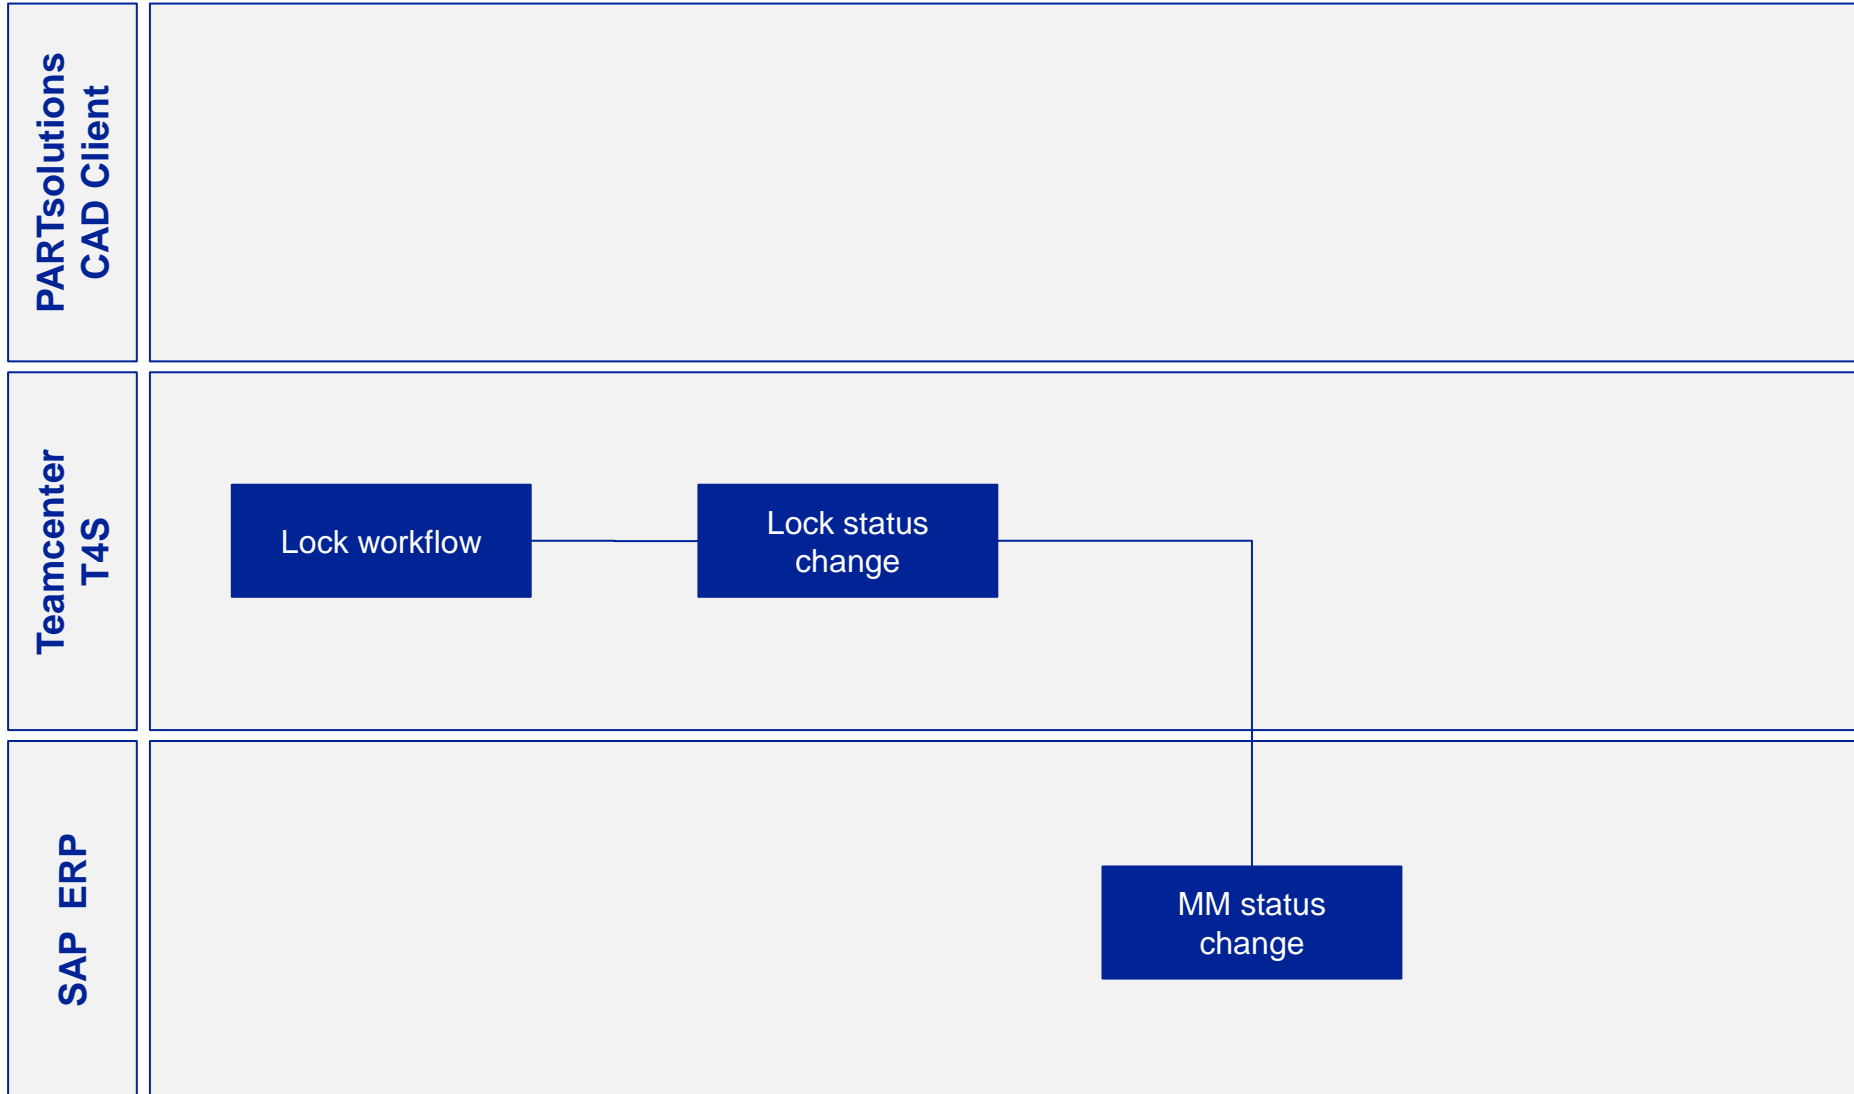 PARTsolutions
CAD Client
Teamcenter
T4S
Lock workflow
Lock status
change
SAP ERP
MM status
change